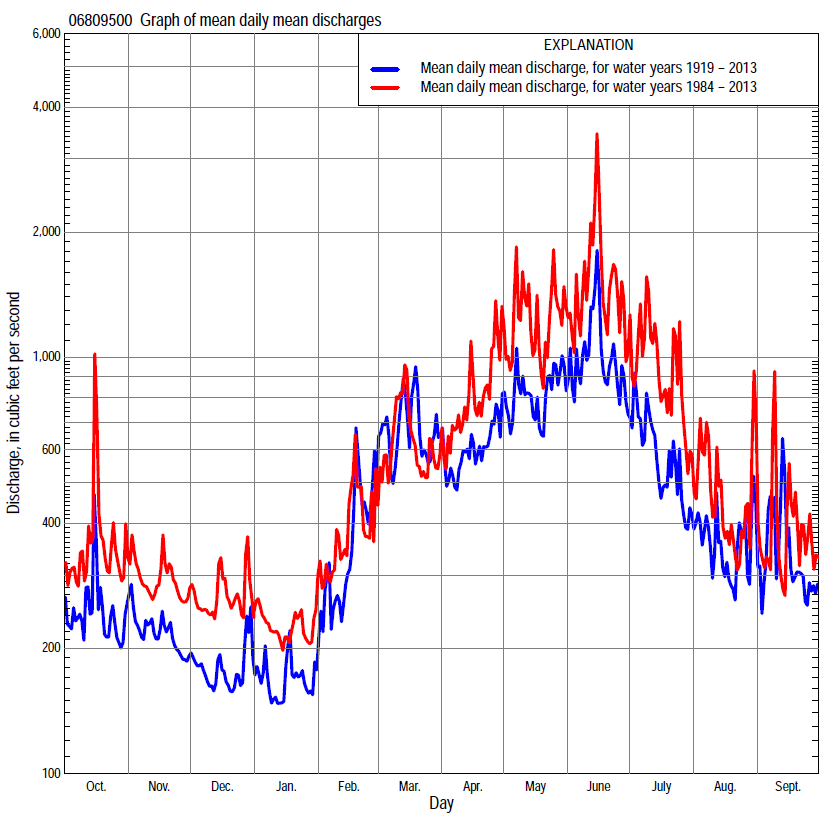 06809500 Graph of mean daily mean discharges
EXPLANATION
Mean daily mean discharge, for water years 1919 – 2013
Mean daily mean discharge, for water years 1984 – 2013
Discharge, in cubic feet per second
6,000
4,000
2,000
1,000
600
400
200
100
Oct. Nov. Dec. Jan. Feb. Mar. Apr. May June July Aug. Sept.
Day